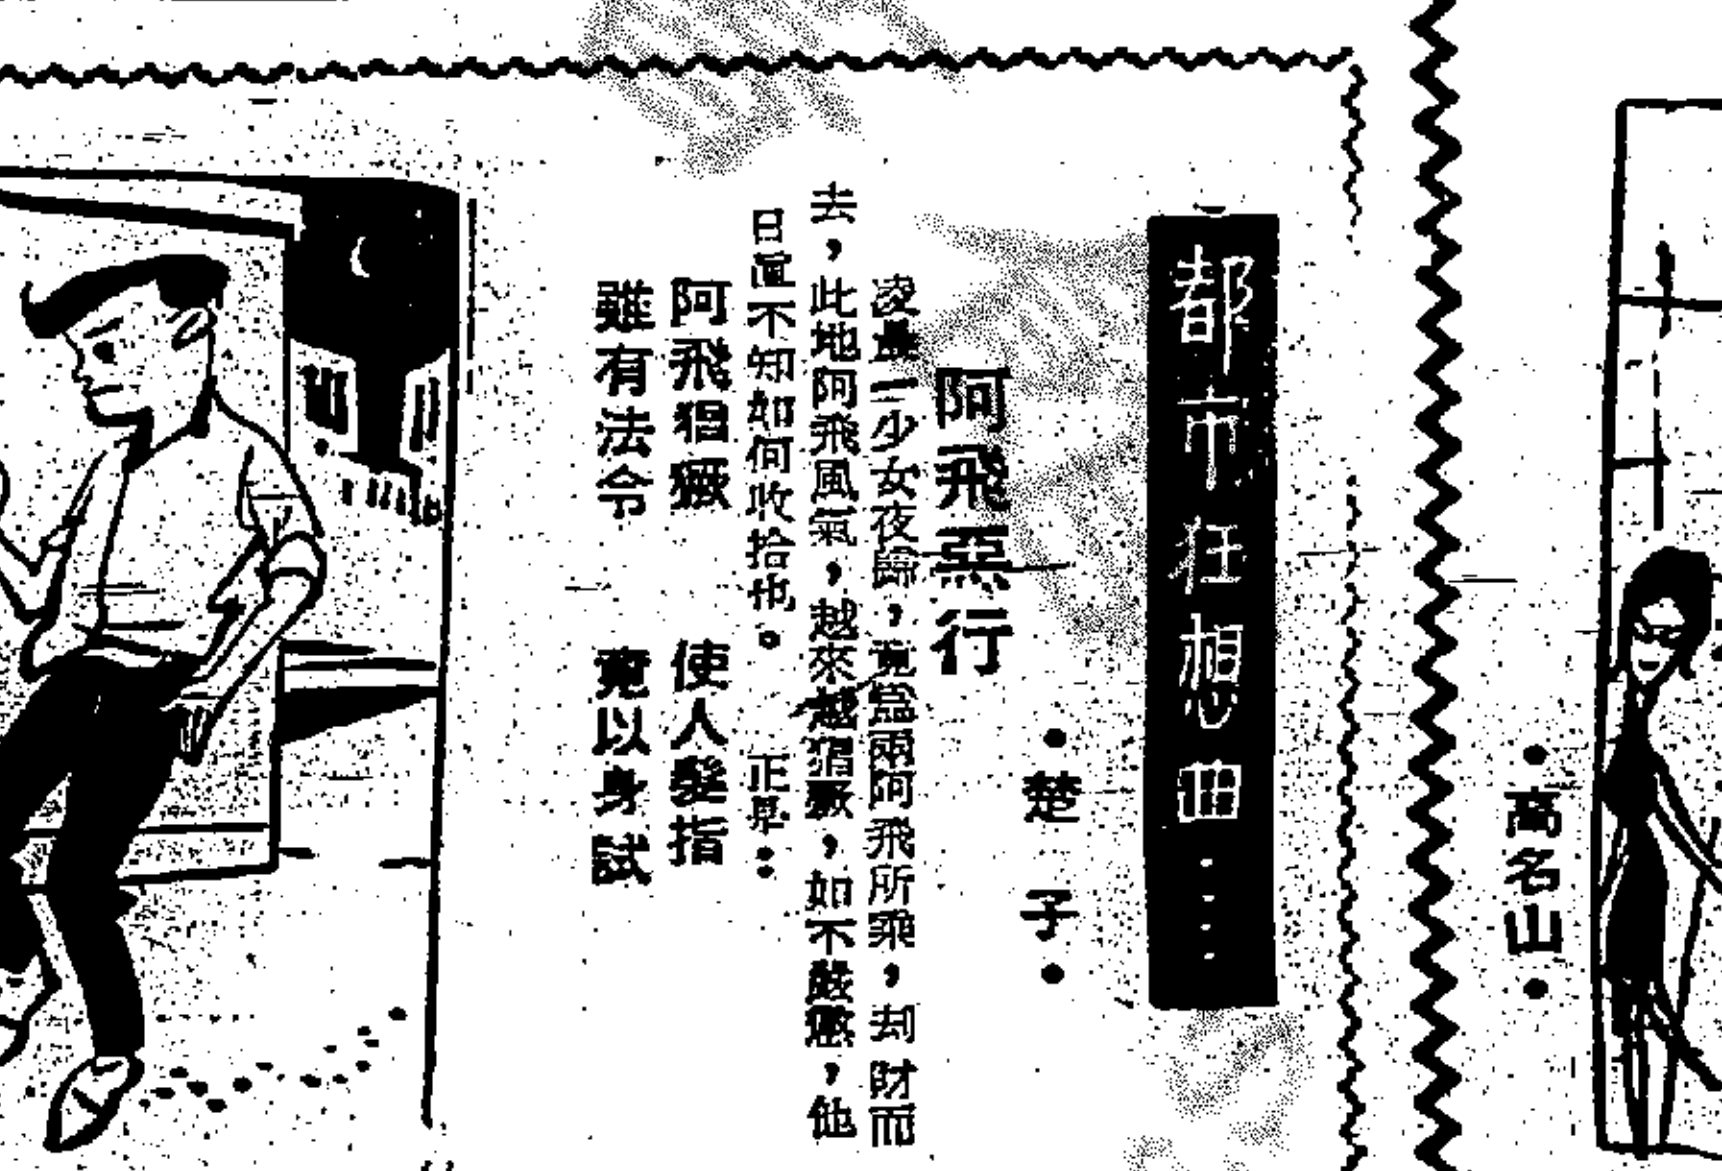 •高名山•
都市狂想曲····
•楚子•
阿飛惡行
凌晨一少女夜歸，竟爲兩阿飛所乘，刦財而
去，此地阿飛風氣，越來越猖厥，如不嚴懲，他
日眞不知如何收拾也。 正是：
阿飛猖獗 使人髮指
雖有法令 竟以身試